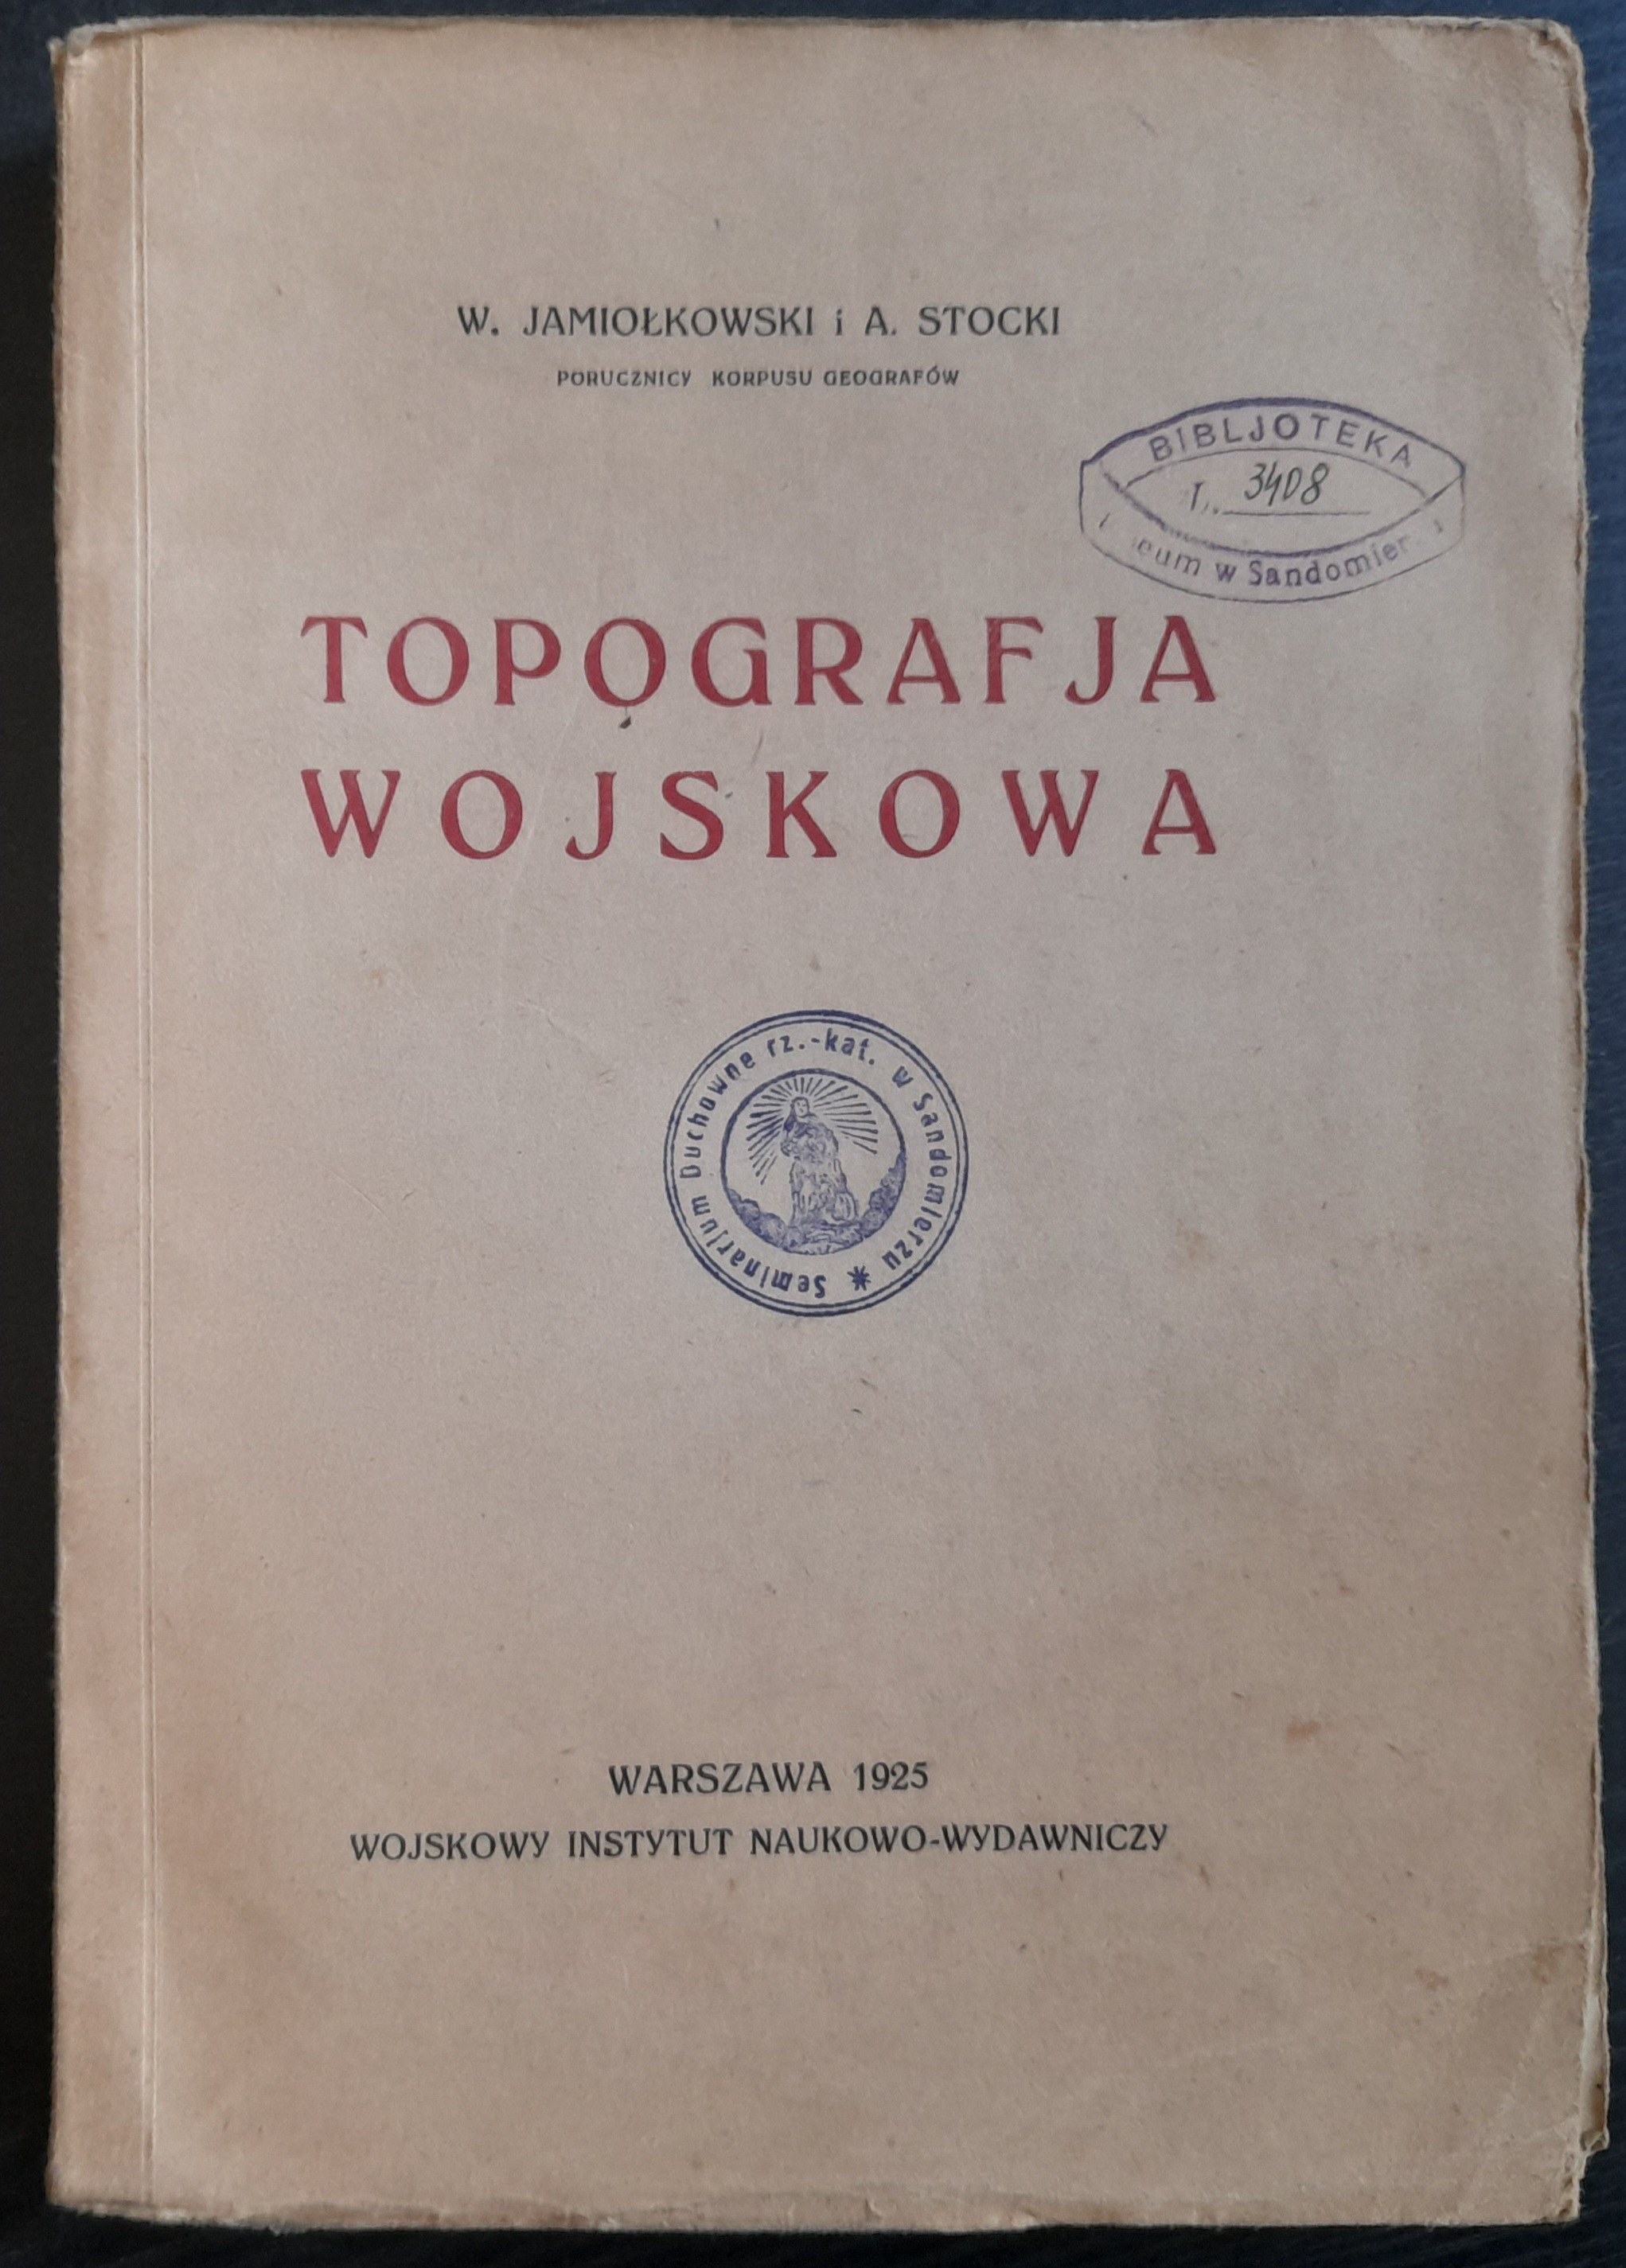 W. JAMIOŁKOWSKI i A. STOCKI
PORUCZNICY KORPUSU GEOGRAFÓW
BIBLJOTEKA
3408
w Sandomier
TOPOGRAFJA
WOJSKOWA
Seminarjum Duchowne rz.-kat. w Sandomierzu *
WARSZAWA 1925
WOJSKOWY INSTYTUT NAUKOWO-WYDAWNICZY